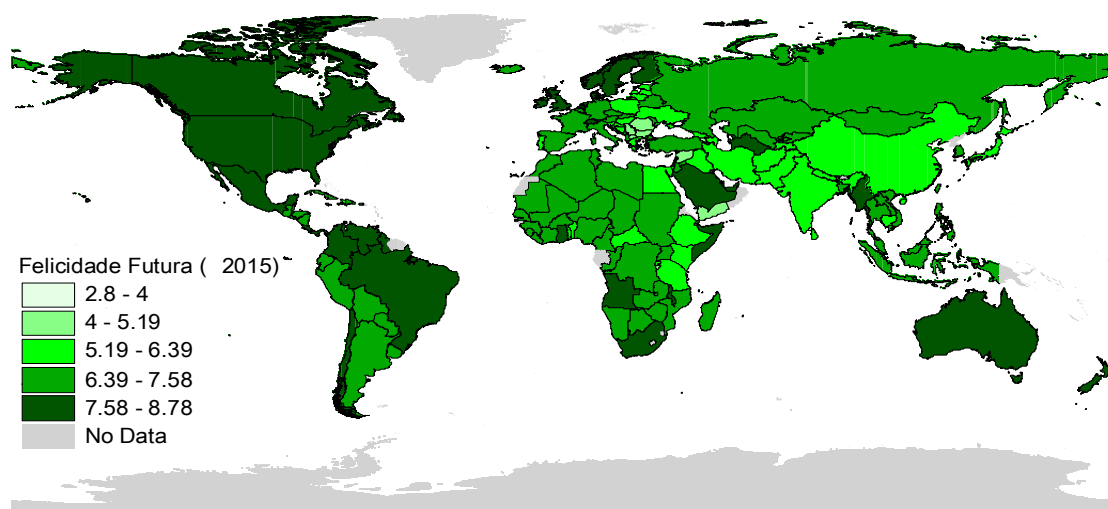 Felicidade Futura ( 2015)
2.8 - 4
4 - 5.19
5.19 - 6.39
6.39 - 7.58
7.58 - 8.78
No Data